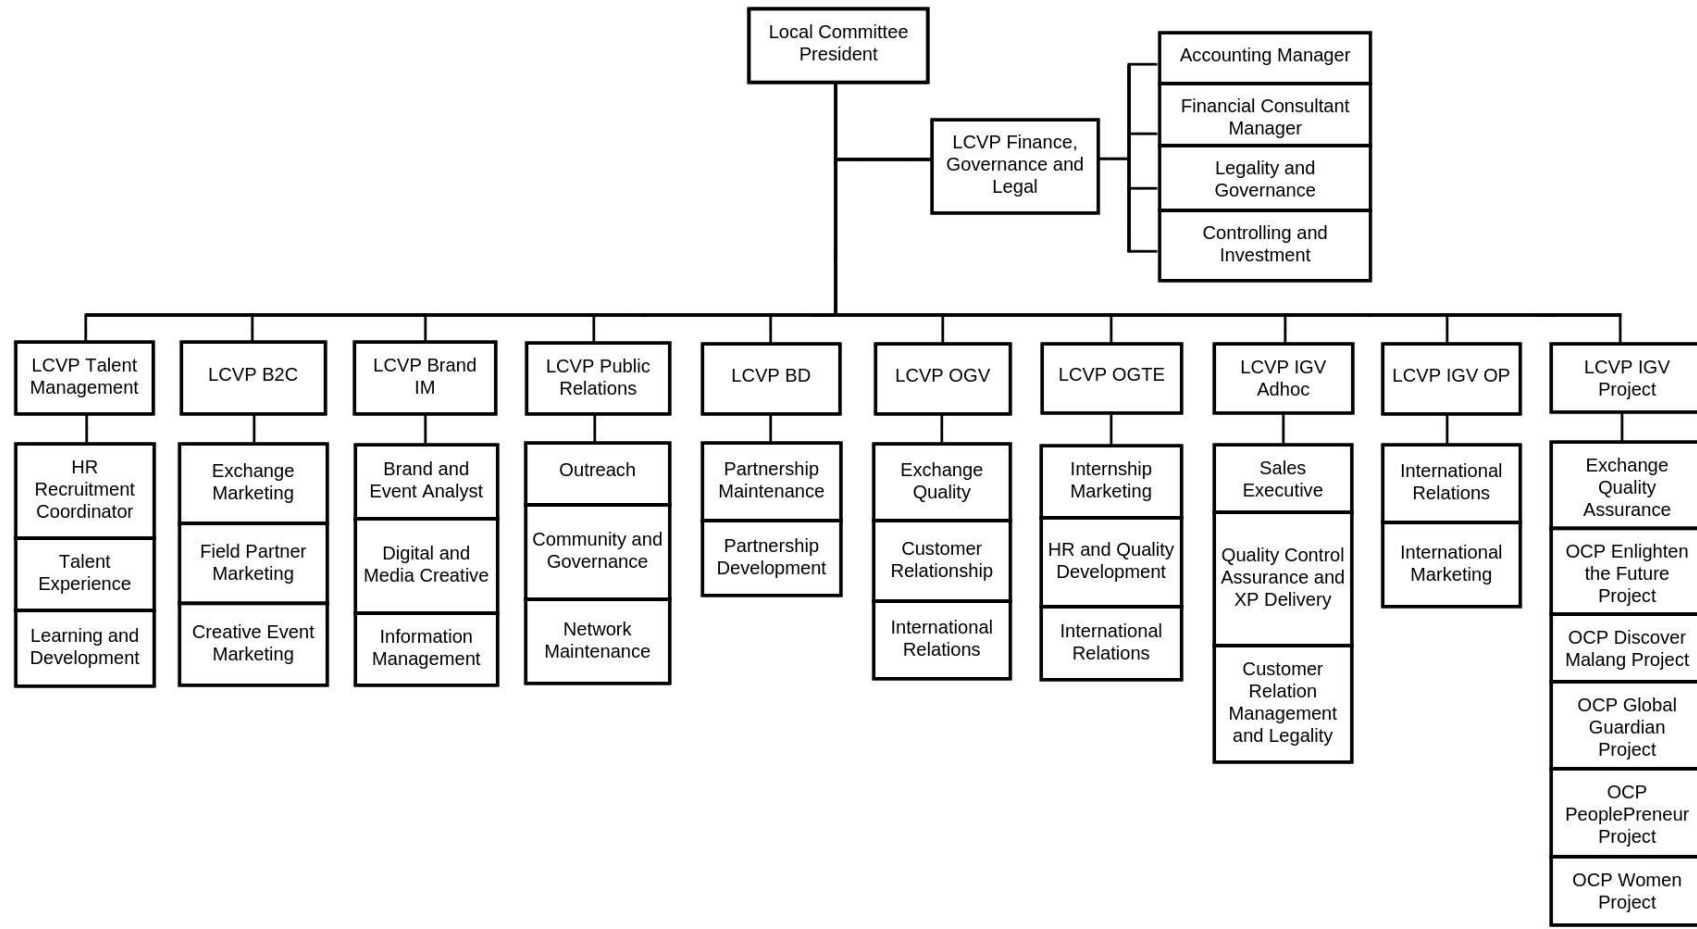 Local Committee
President
Accounting Manager
Financial Consultant
Manager
LCVP Finance,
Governance and
Legal
Legality and
Governance
Controlling and
Investment
LCVP Talent
Management
LCVP B2C
LCVP Brand
IM
LCVP Public
Relations
LCVP BD
LCVP OGV
LCVP OGTE
LCVP IGV
Adhoc
LCVP IGV OP
LCVP IGV
Project
HR
Recruitment
Coordinator
Talent
Experience
Learning and
Development
Exchange
Marketing
Field Partner
Marketing
Creative Event
Marketing
Brand and
Event Analyst
Digital and
Media Creative
Information
Management
Outreach
Community and
Governance
Network
Maintenance
Partnership
Maintenance
Partnership
Development
Exchange
Quality
Customer
Relationship
International
Relations
Internship
Marketing
HR and Quality
Development
International
Relations
Sales
Executive
Quality Control
Assurance and
XP Delivery
Customer
Relation
Management
and Legality
International
Relations
International
Marketing
Exchange
Quality
Assurance
OCP Enlighten
the Future
Project
OCP Discover
Malang Project
OCP Global
Guardian
Project
OCP
PeoplePreneur
Project
OCP Women
Project